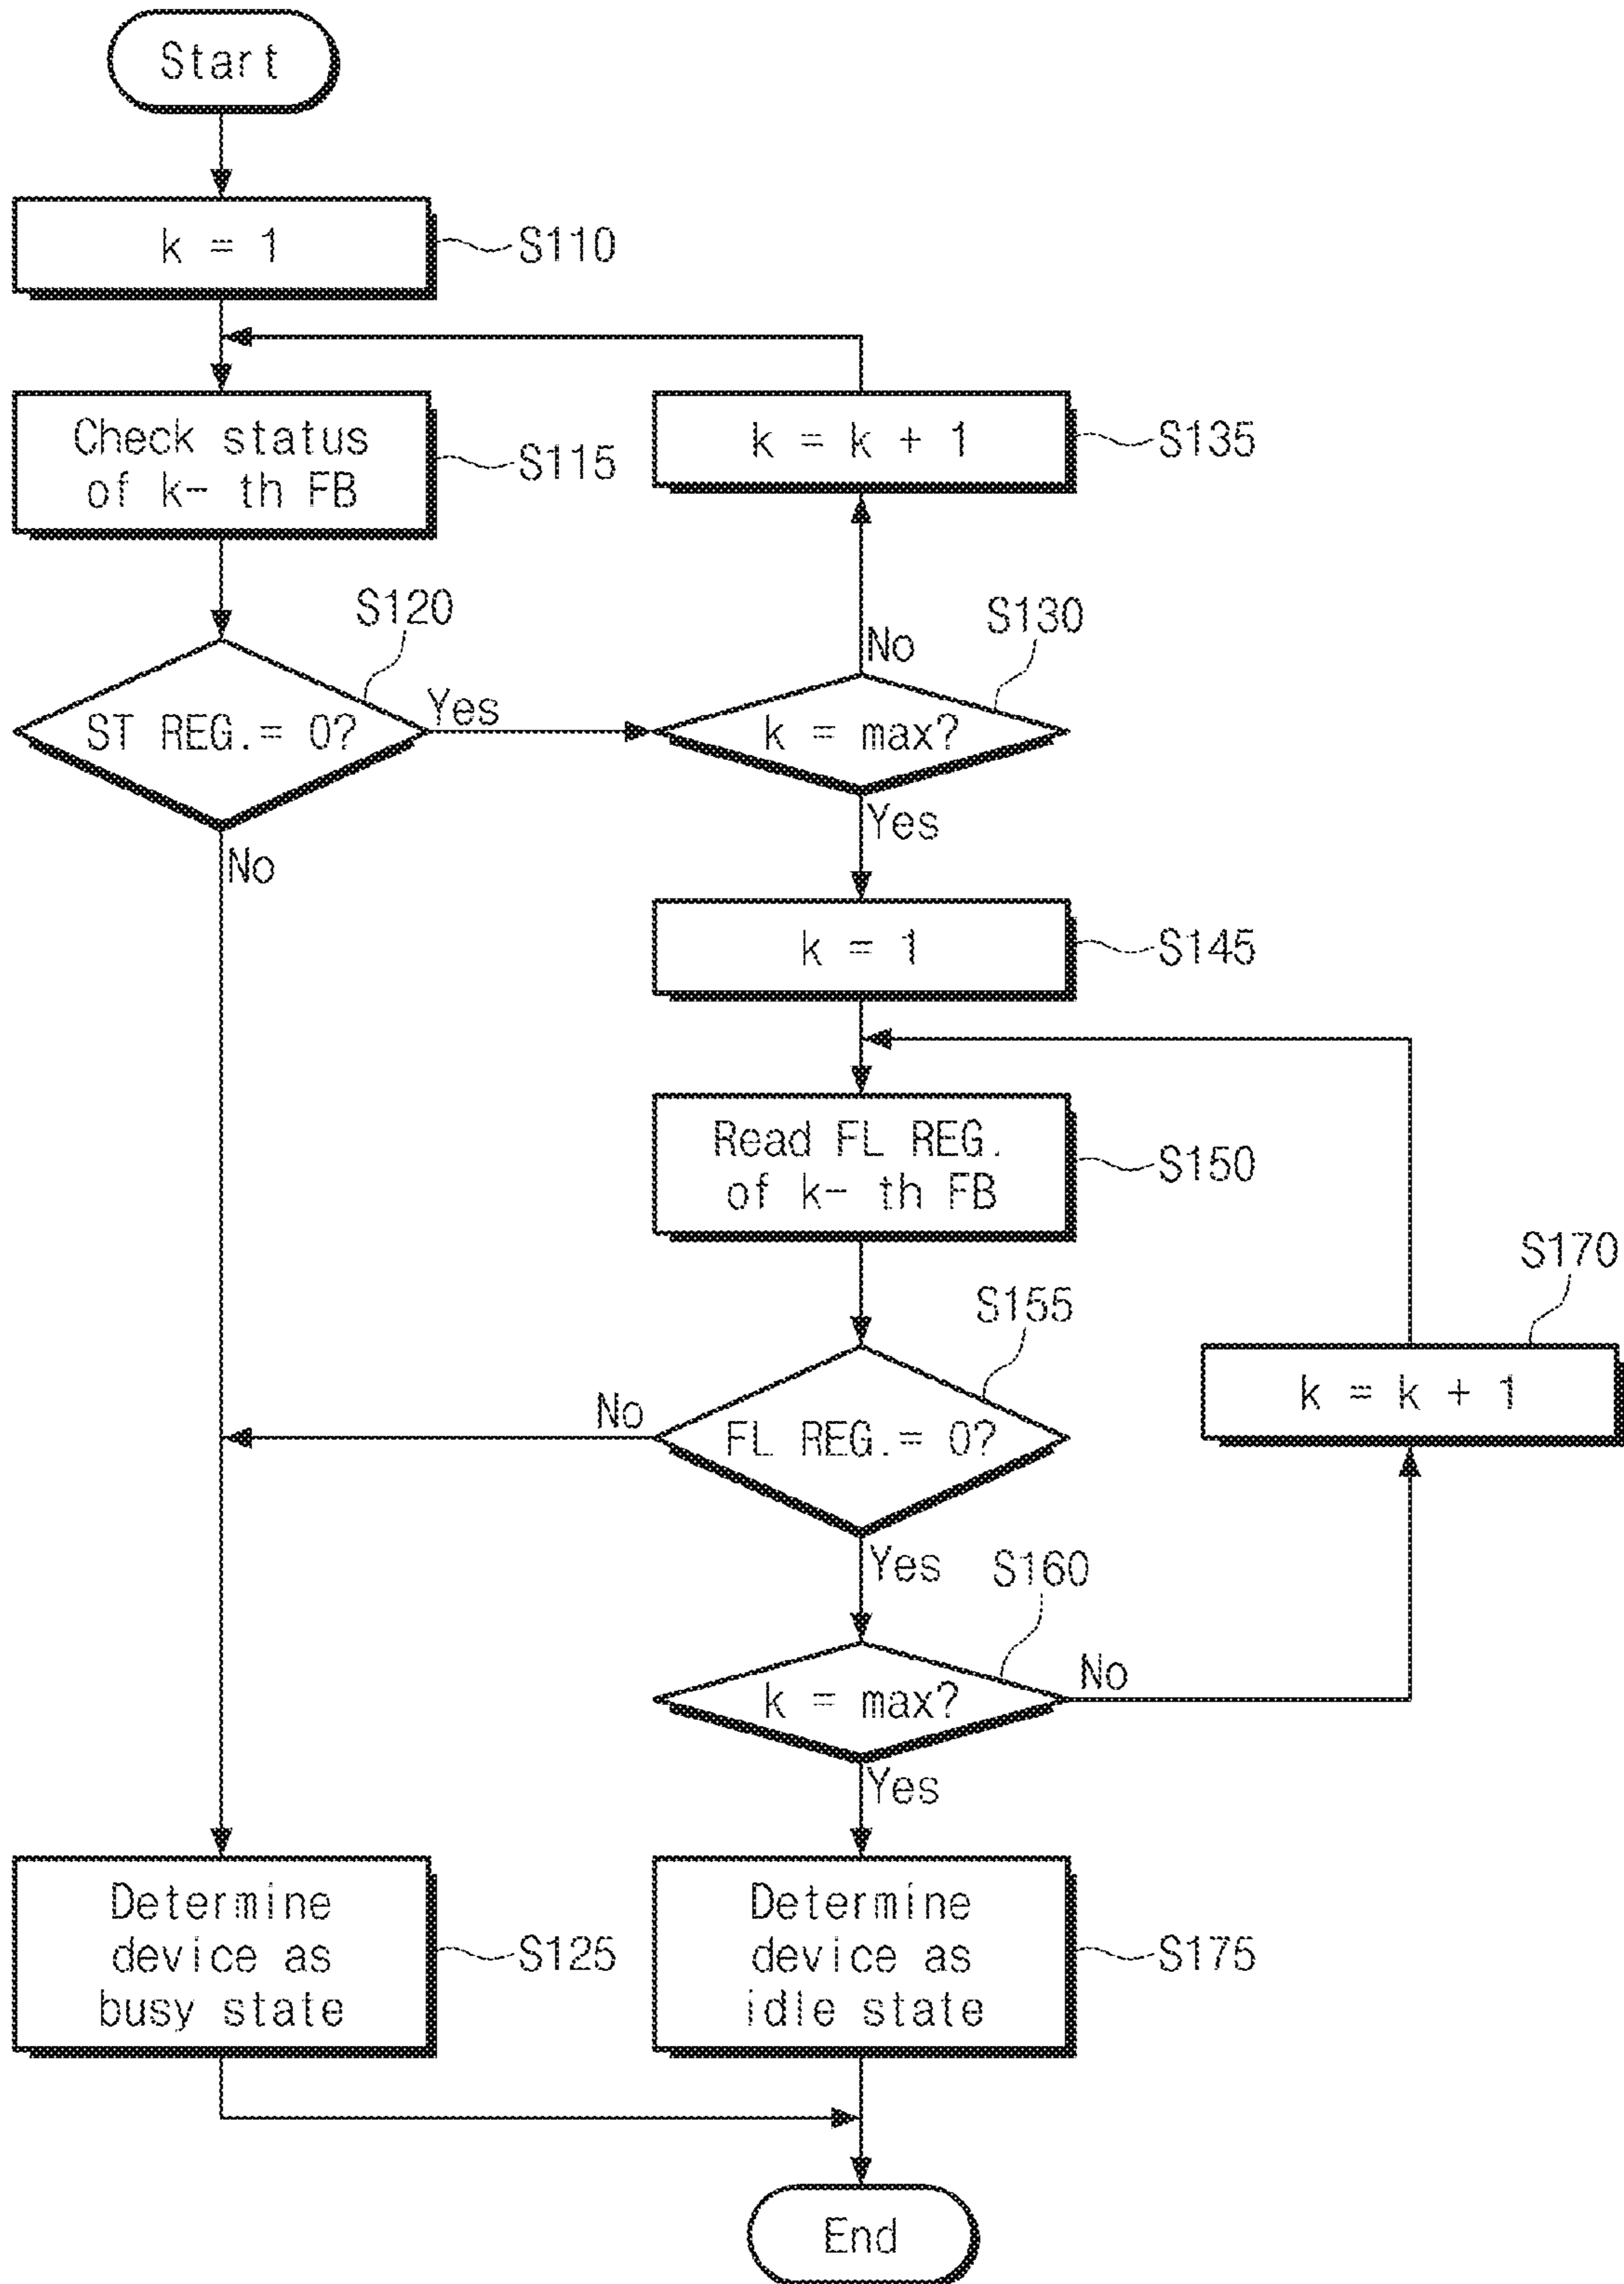 Start
k = 1
S110
Check status
of k- th FB
S115
k = k + 1
S135
S120
ST REG.= 0?
Yes
No
S130
k = max?
No
Yes
k = 1
S145
Read FL REG.
of k- th FB
S150
S155
FL REG.= 0?
No
Yes
S170
k = k + 1
S160
k = max?
No
Yes
Determine
device as
busy state
S125
Determine
device as
idle state
S175
End